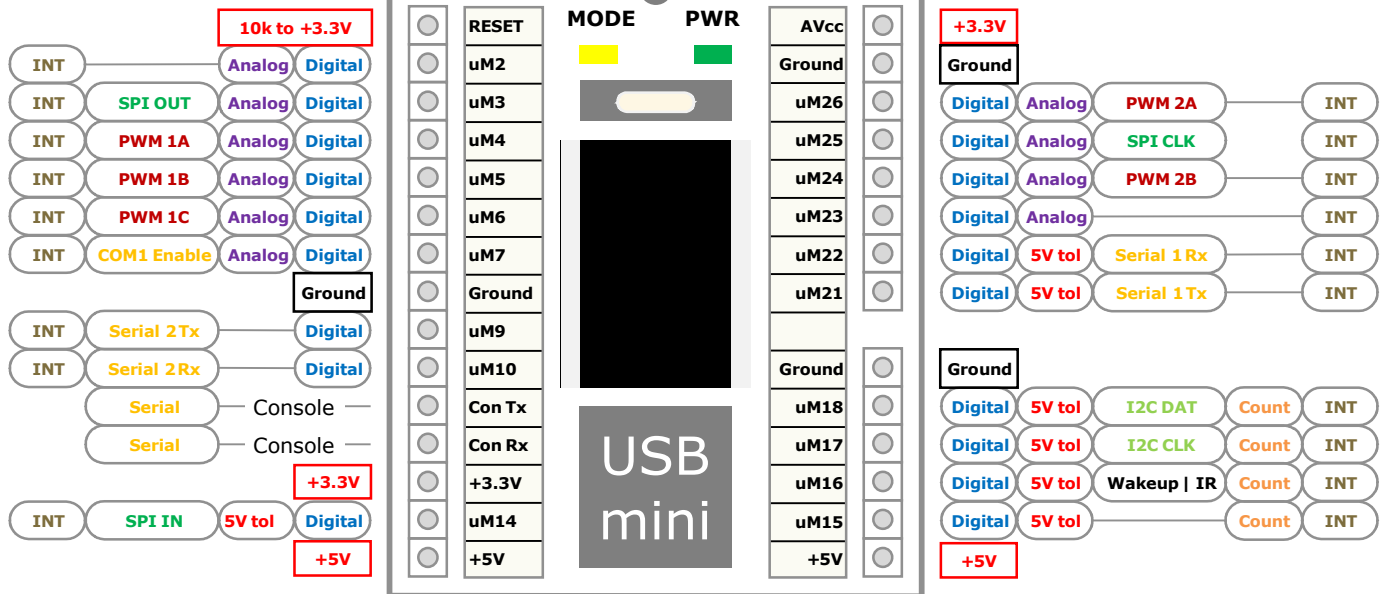 10k to +3.3V RESET MODE PWR AVcc +3.3V
INT Analog Digital uM2 Ground Ground
INT SPI OUT Analog Digital uM3 uM26 Digital Analog PWM 2A INT
INT PWM 1A Analog Digital uM4 uM25 Digital Analog SPI CLK INT
INT PWM 1B Analog Digital uM5 uM24 Digital Analog PWM 2B INT
INT PWM 1C Analog Digital uM6 uM23 Digital Analog INT
INT COM1 Enable Analog Digital uM7 uM22 Digital 5V tol Serial 1 Rx INT
Ground Ground uM21 Digital 5V tol Serial 1 Tx INT
INT Serial 2 Tx Digital uM9
INT Serial 2 Rx Digital uM10 Ground Ground
Serial Console Con Tx uM18 Digital 5V tol I2C DAT Count INT
Serial Console Con Rx USB uM17 Digital 5V tol I2C CLK Count INT
+3.3V +3.3V uM16 Digital 5V tol Wakeup | IR Count INT
INT SPI IN 5V tol Digital uM14 mini uM15 Digital 5V tol Count INT
+5V +5V +5V +5V